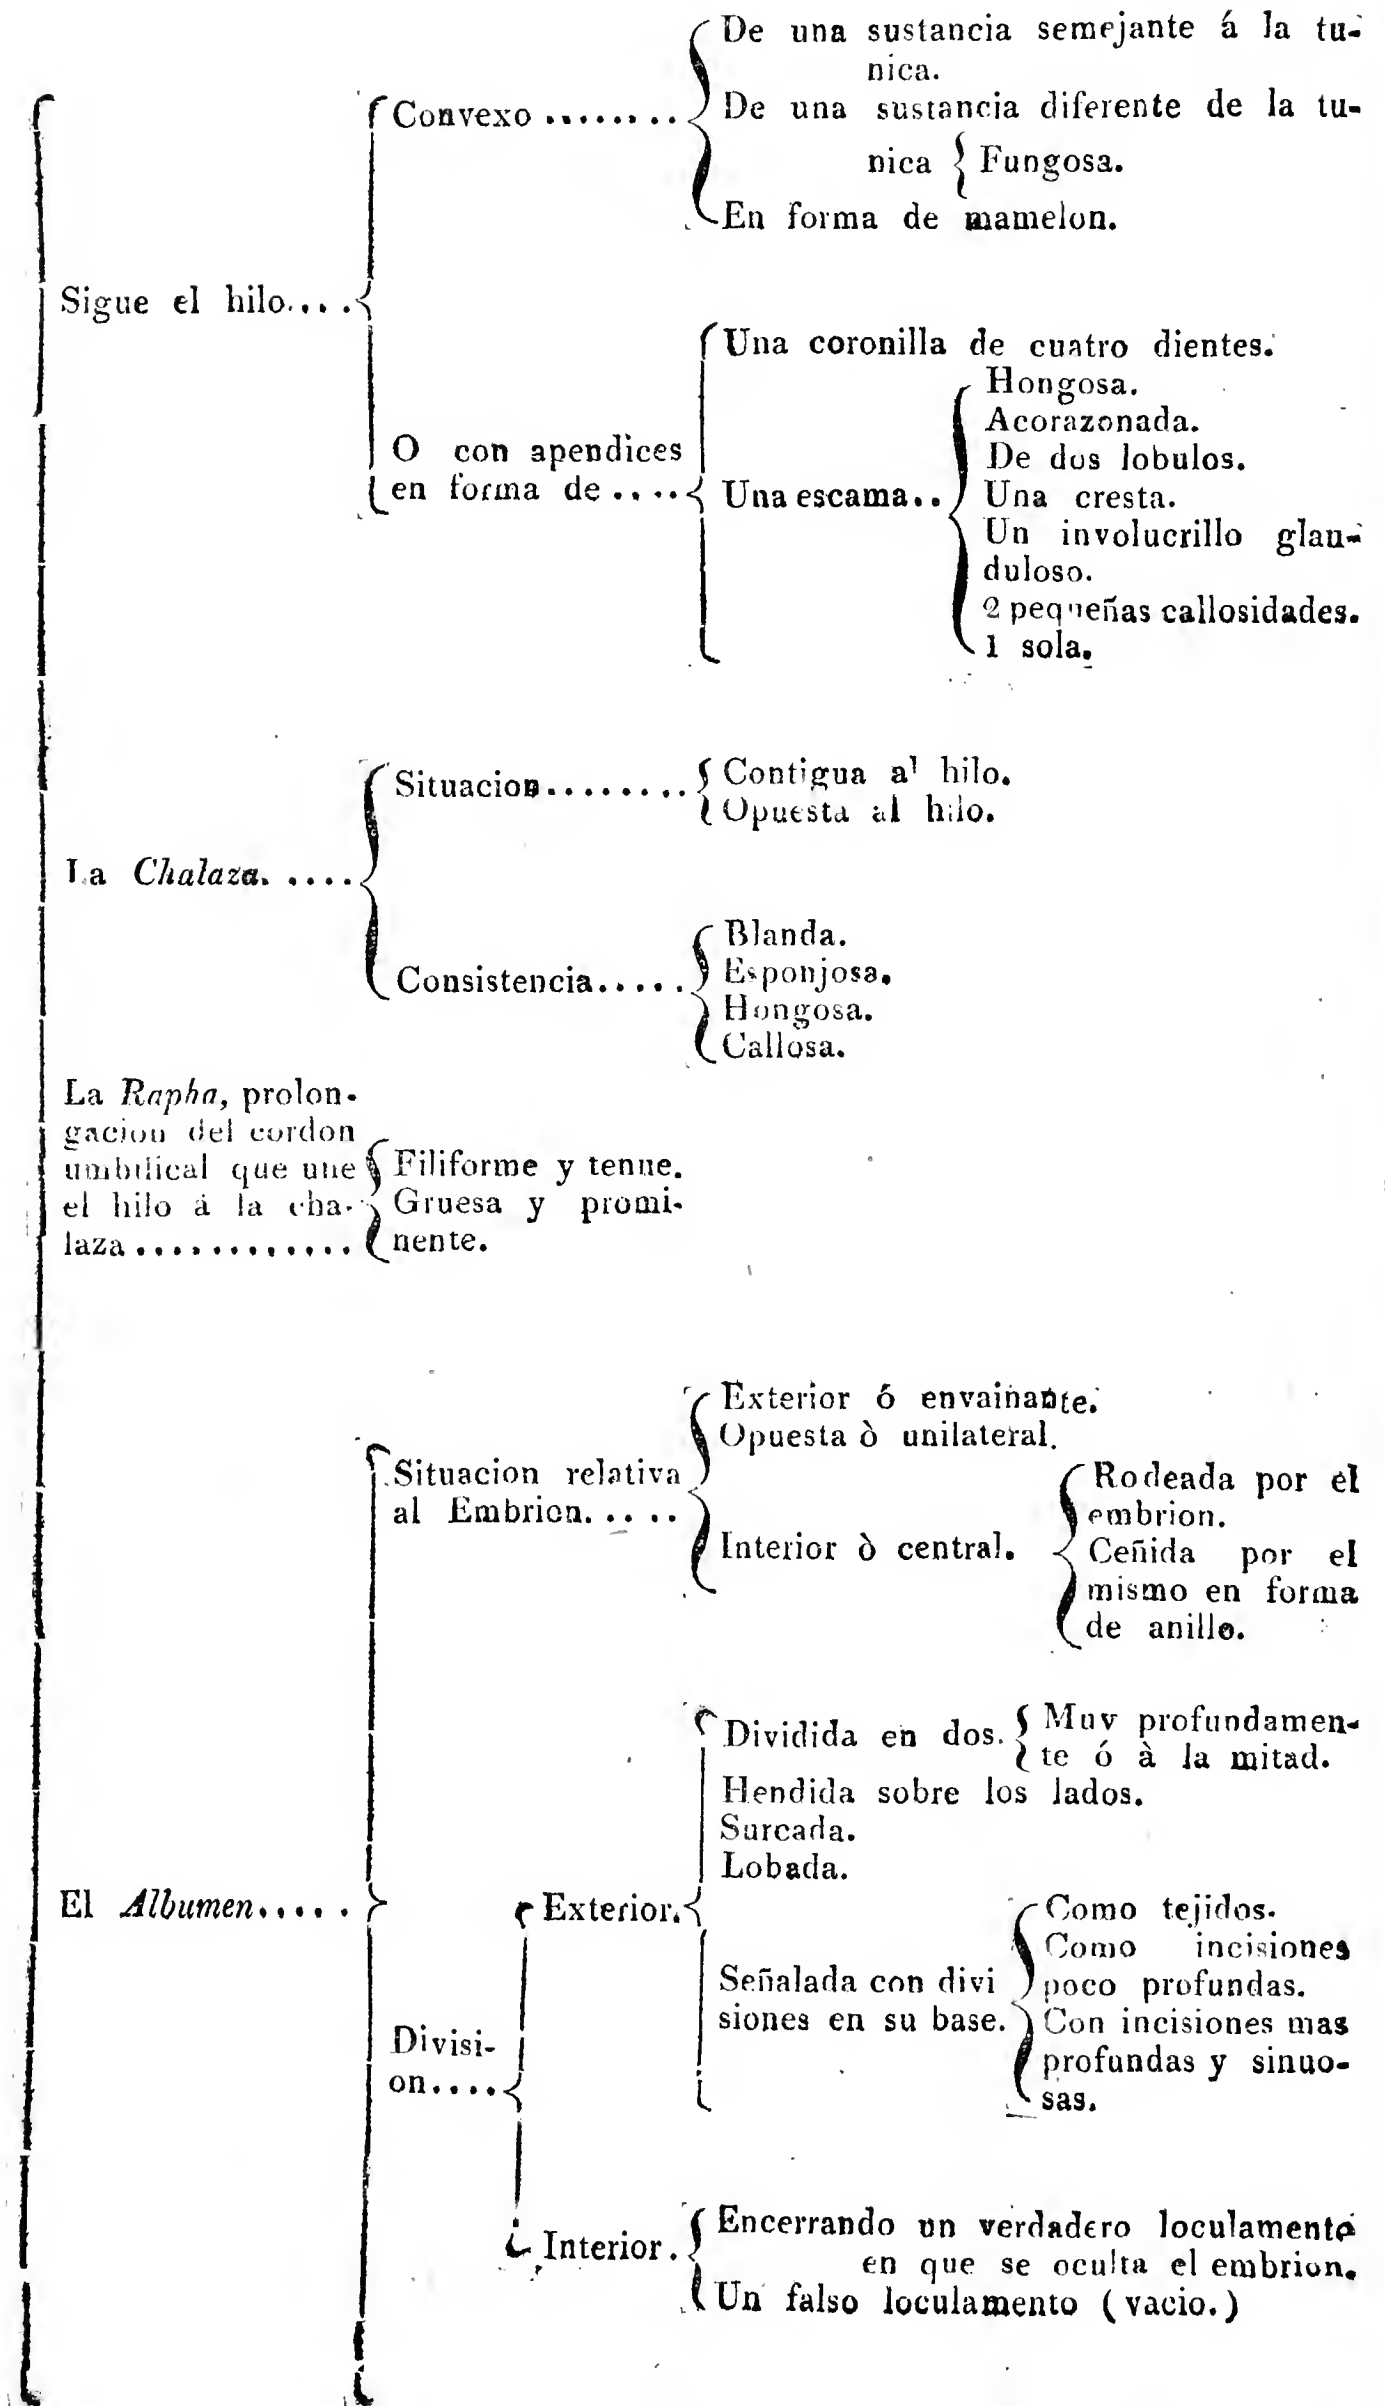 De una sustancia semejante á la tu-
nica.
Convexo ........
De una sustancia diferente de la tu-
nica { Fungosa.
En forma de mamelon.
Sigue el hilo....
Una coronilla de cuatro dientes.
O con apendices
en forma de ....
Una escama..
Hongosa.
Acorazonada.
De dos lobulos.
Una cresta.
Un involucrillo glan-
duloso.
2 pequeñas callosidades.
1 sola.
La Chalaza. ....
Situacion........
Contigua al hilo.
Opuesta al hilo.
Consistencia.....
Blanda.
Esponjosa.
Hongosa.
Callosa.
La Rapha, prolon-
gacion del cordon
umbilical que une
el hilo á la cha-
laza ............
Filiforme y tenue.
Gruesa y promi-
nente.
El Albumen.....
Situacion relativa
al Embrion. ....
Exterior ó envainante.
Opuesta ò unilateral.
Interior ò central.
Rodeada por el
embrion.
Ceñida por el
mismo en forma
de anillo.
Divisi-
on....
Exterior.
Dividida en dos.
Muy profundamen-
te ó à la mitad.
Hendida sobre los lados.
Surcada.
Lobada.
Señalada con divi
siones en su base.
Como tejidos.
Como incisiones
poco profundas.
Con incisiones mas
profundas y sinuo-
sas.
Interior.
Encerrando un verdadero loculamento
en que se oculta el embrion.
Un falso loculamento (vacio.)